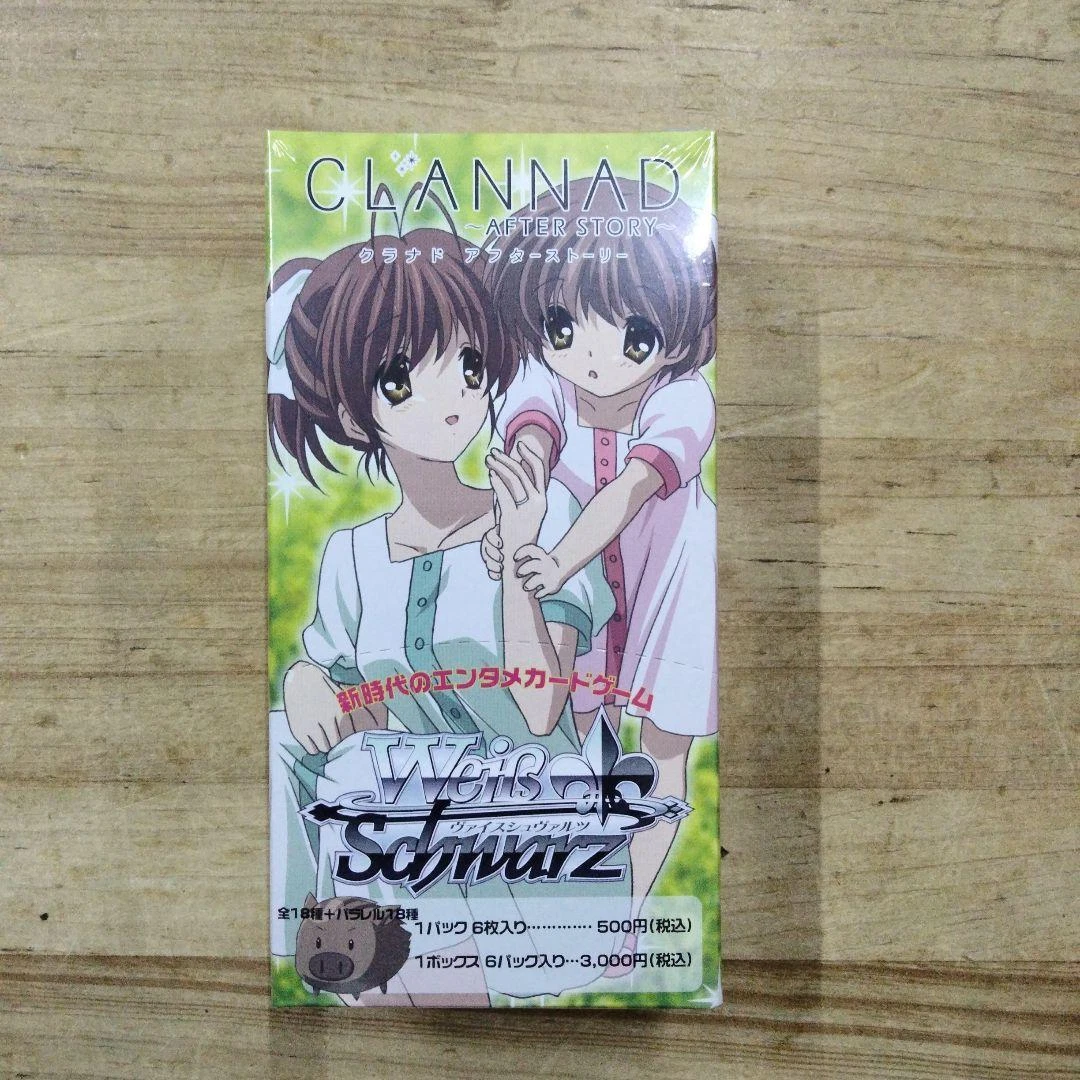 CLANNAD
～AFTER STORY～
クラナド アフターストーリー
新時代のエンタメカードゲーム
Weiß
ヴァイスシュヴァルツ
Schwarz
全18種+パラレル18種
1パック 6枚入り………… 500円(税込)
1ボックス 6パック入り…3,000円(税込)